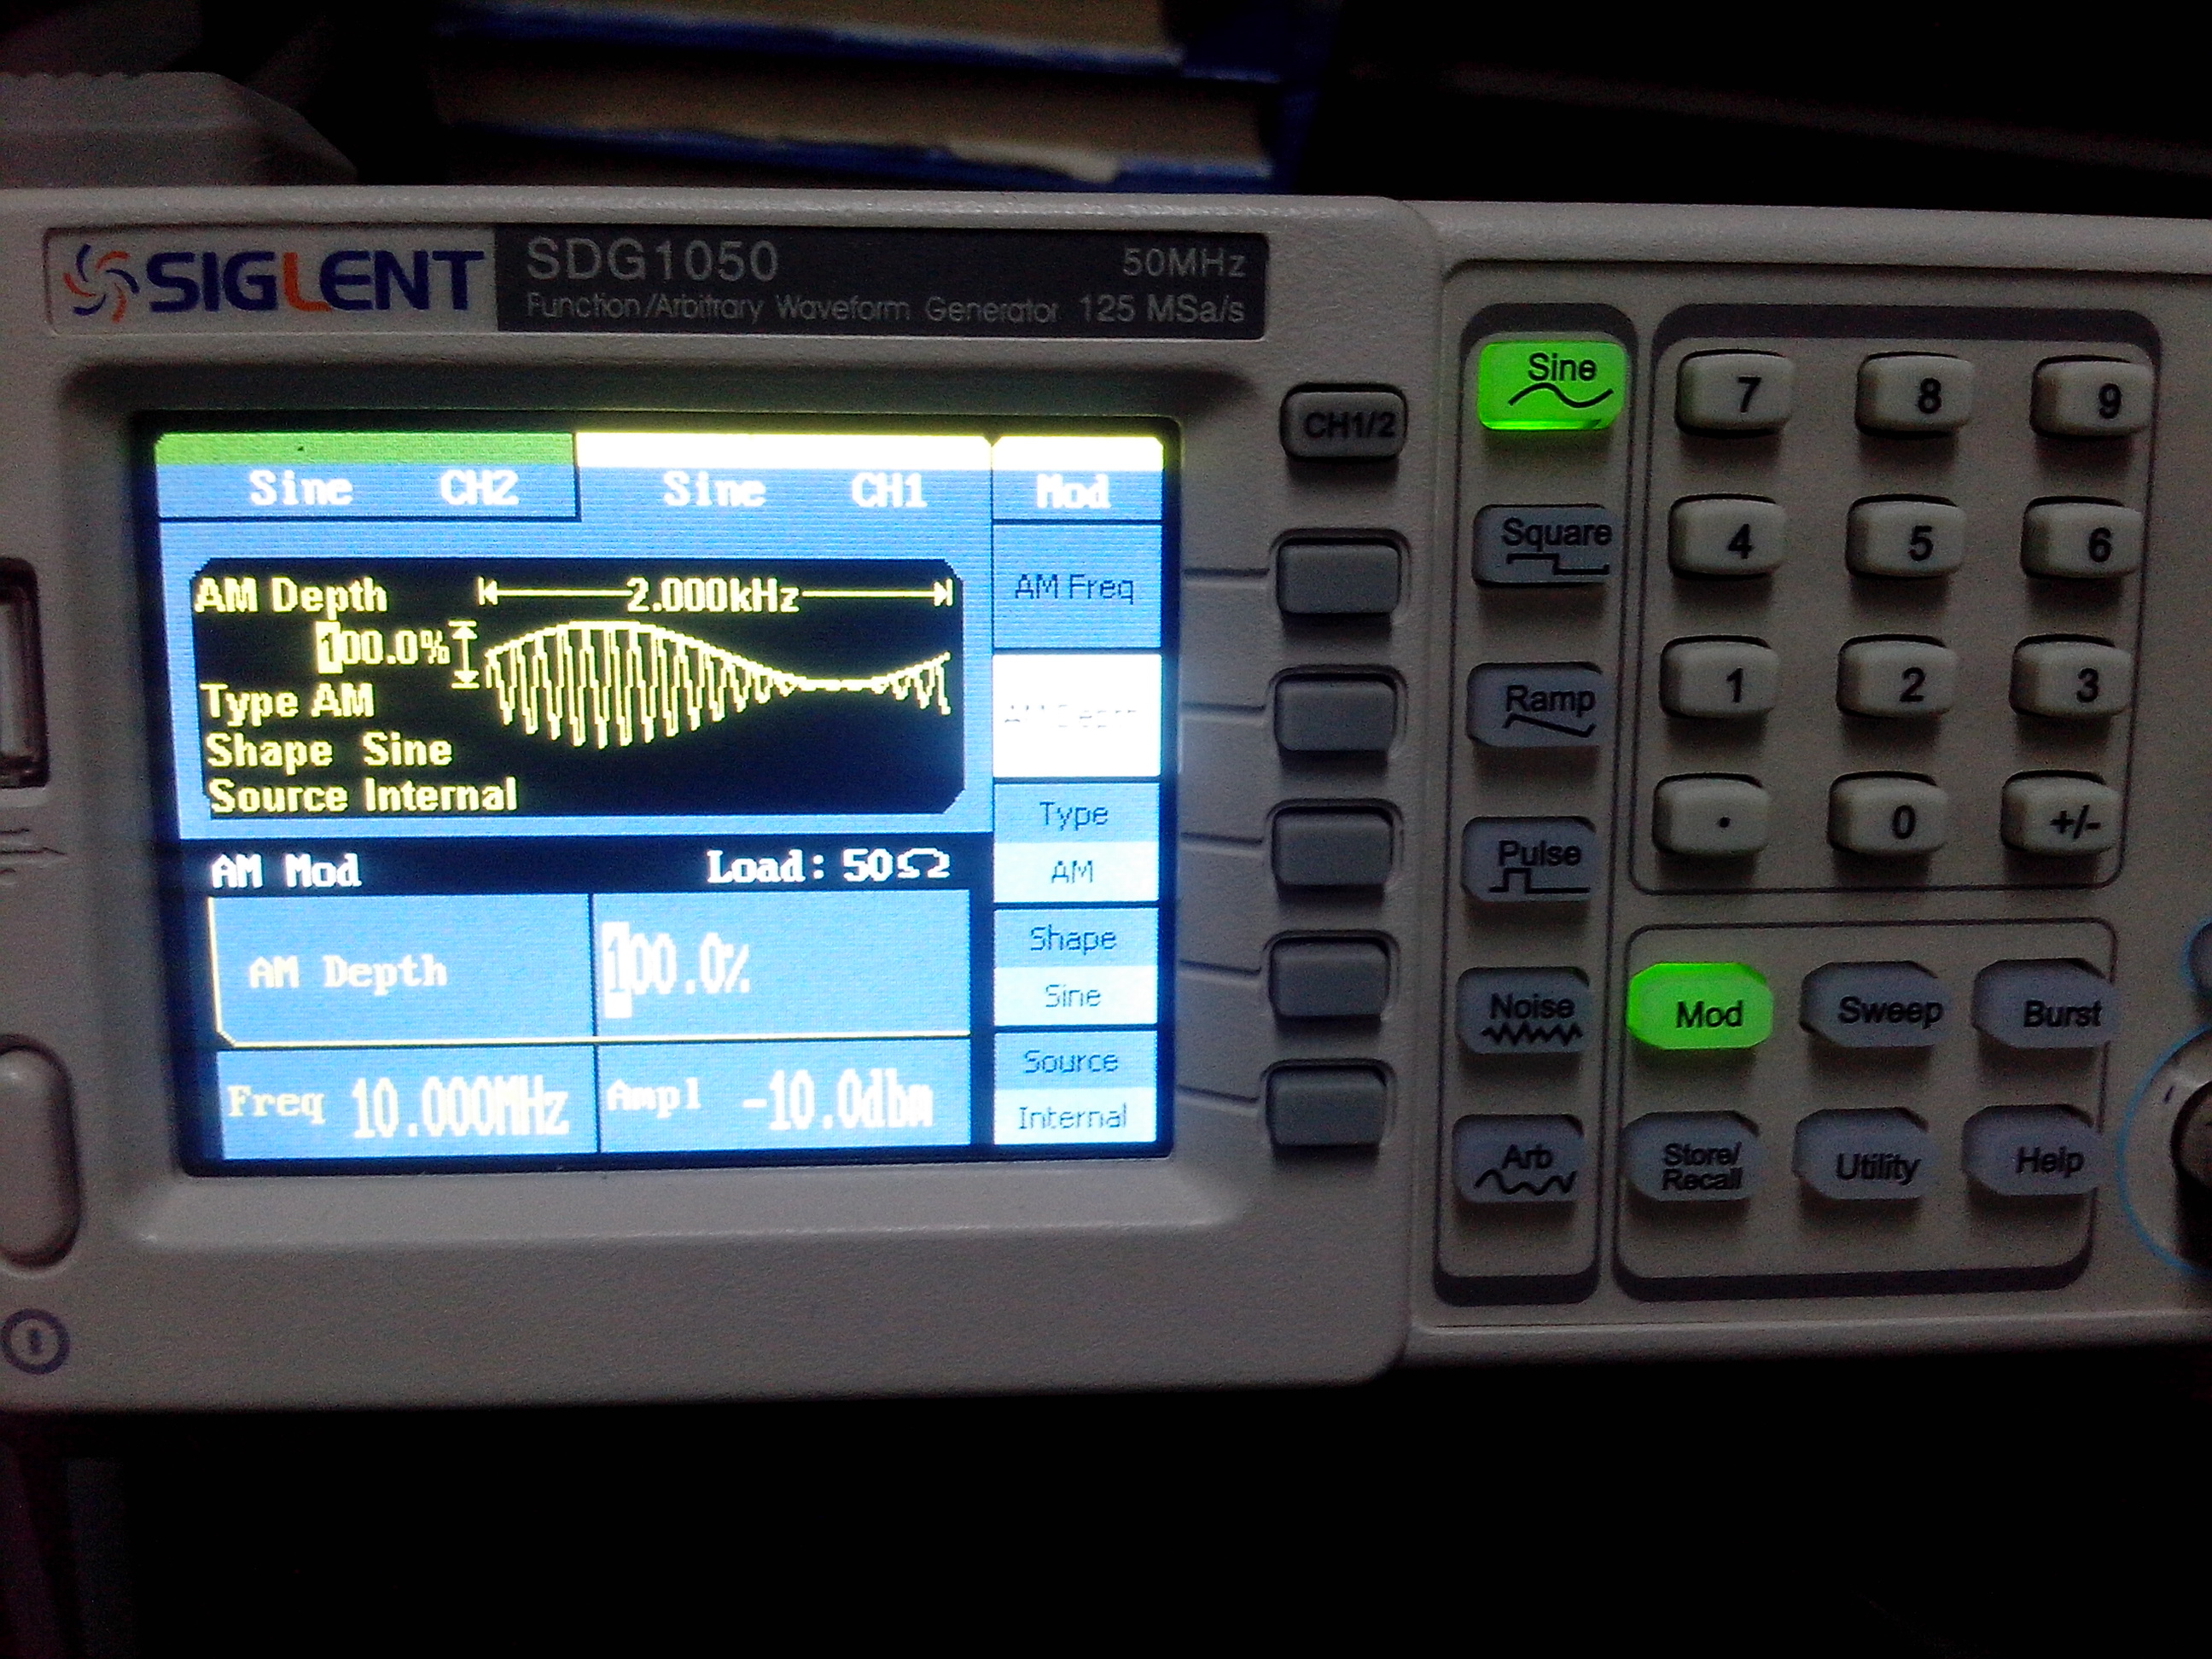 SIGLENT
SDG1050 50MHz
Function/Arbitrary Waveform Generator 125 MSa/s
Sine CH2 Sine CH1 Mod
AM Depth 2.000kHz
100.0%
Type AM
Shape Sine
Source Internal
AM Mod Load: 50Ω
AM Depth 100.0%
Freq 10.000MHz Ampl -10.0dbm
AM Freq
Type
AM
Shape
Sine
Source
Internal
CH1/2
Sine
Square
Ramp
Pulse
Noise
Arb
7 8 9
4 5 6
1 2 3
. 0 +/-
Mod Sweep Burst
Store/
Recall Utility Help